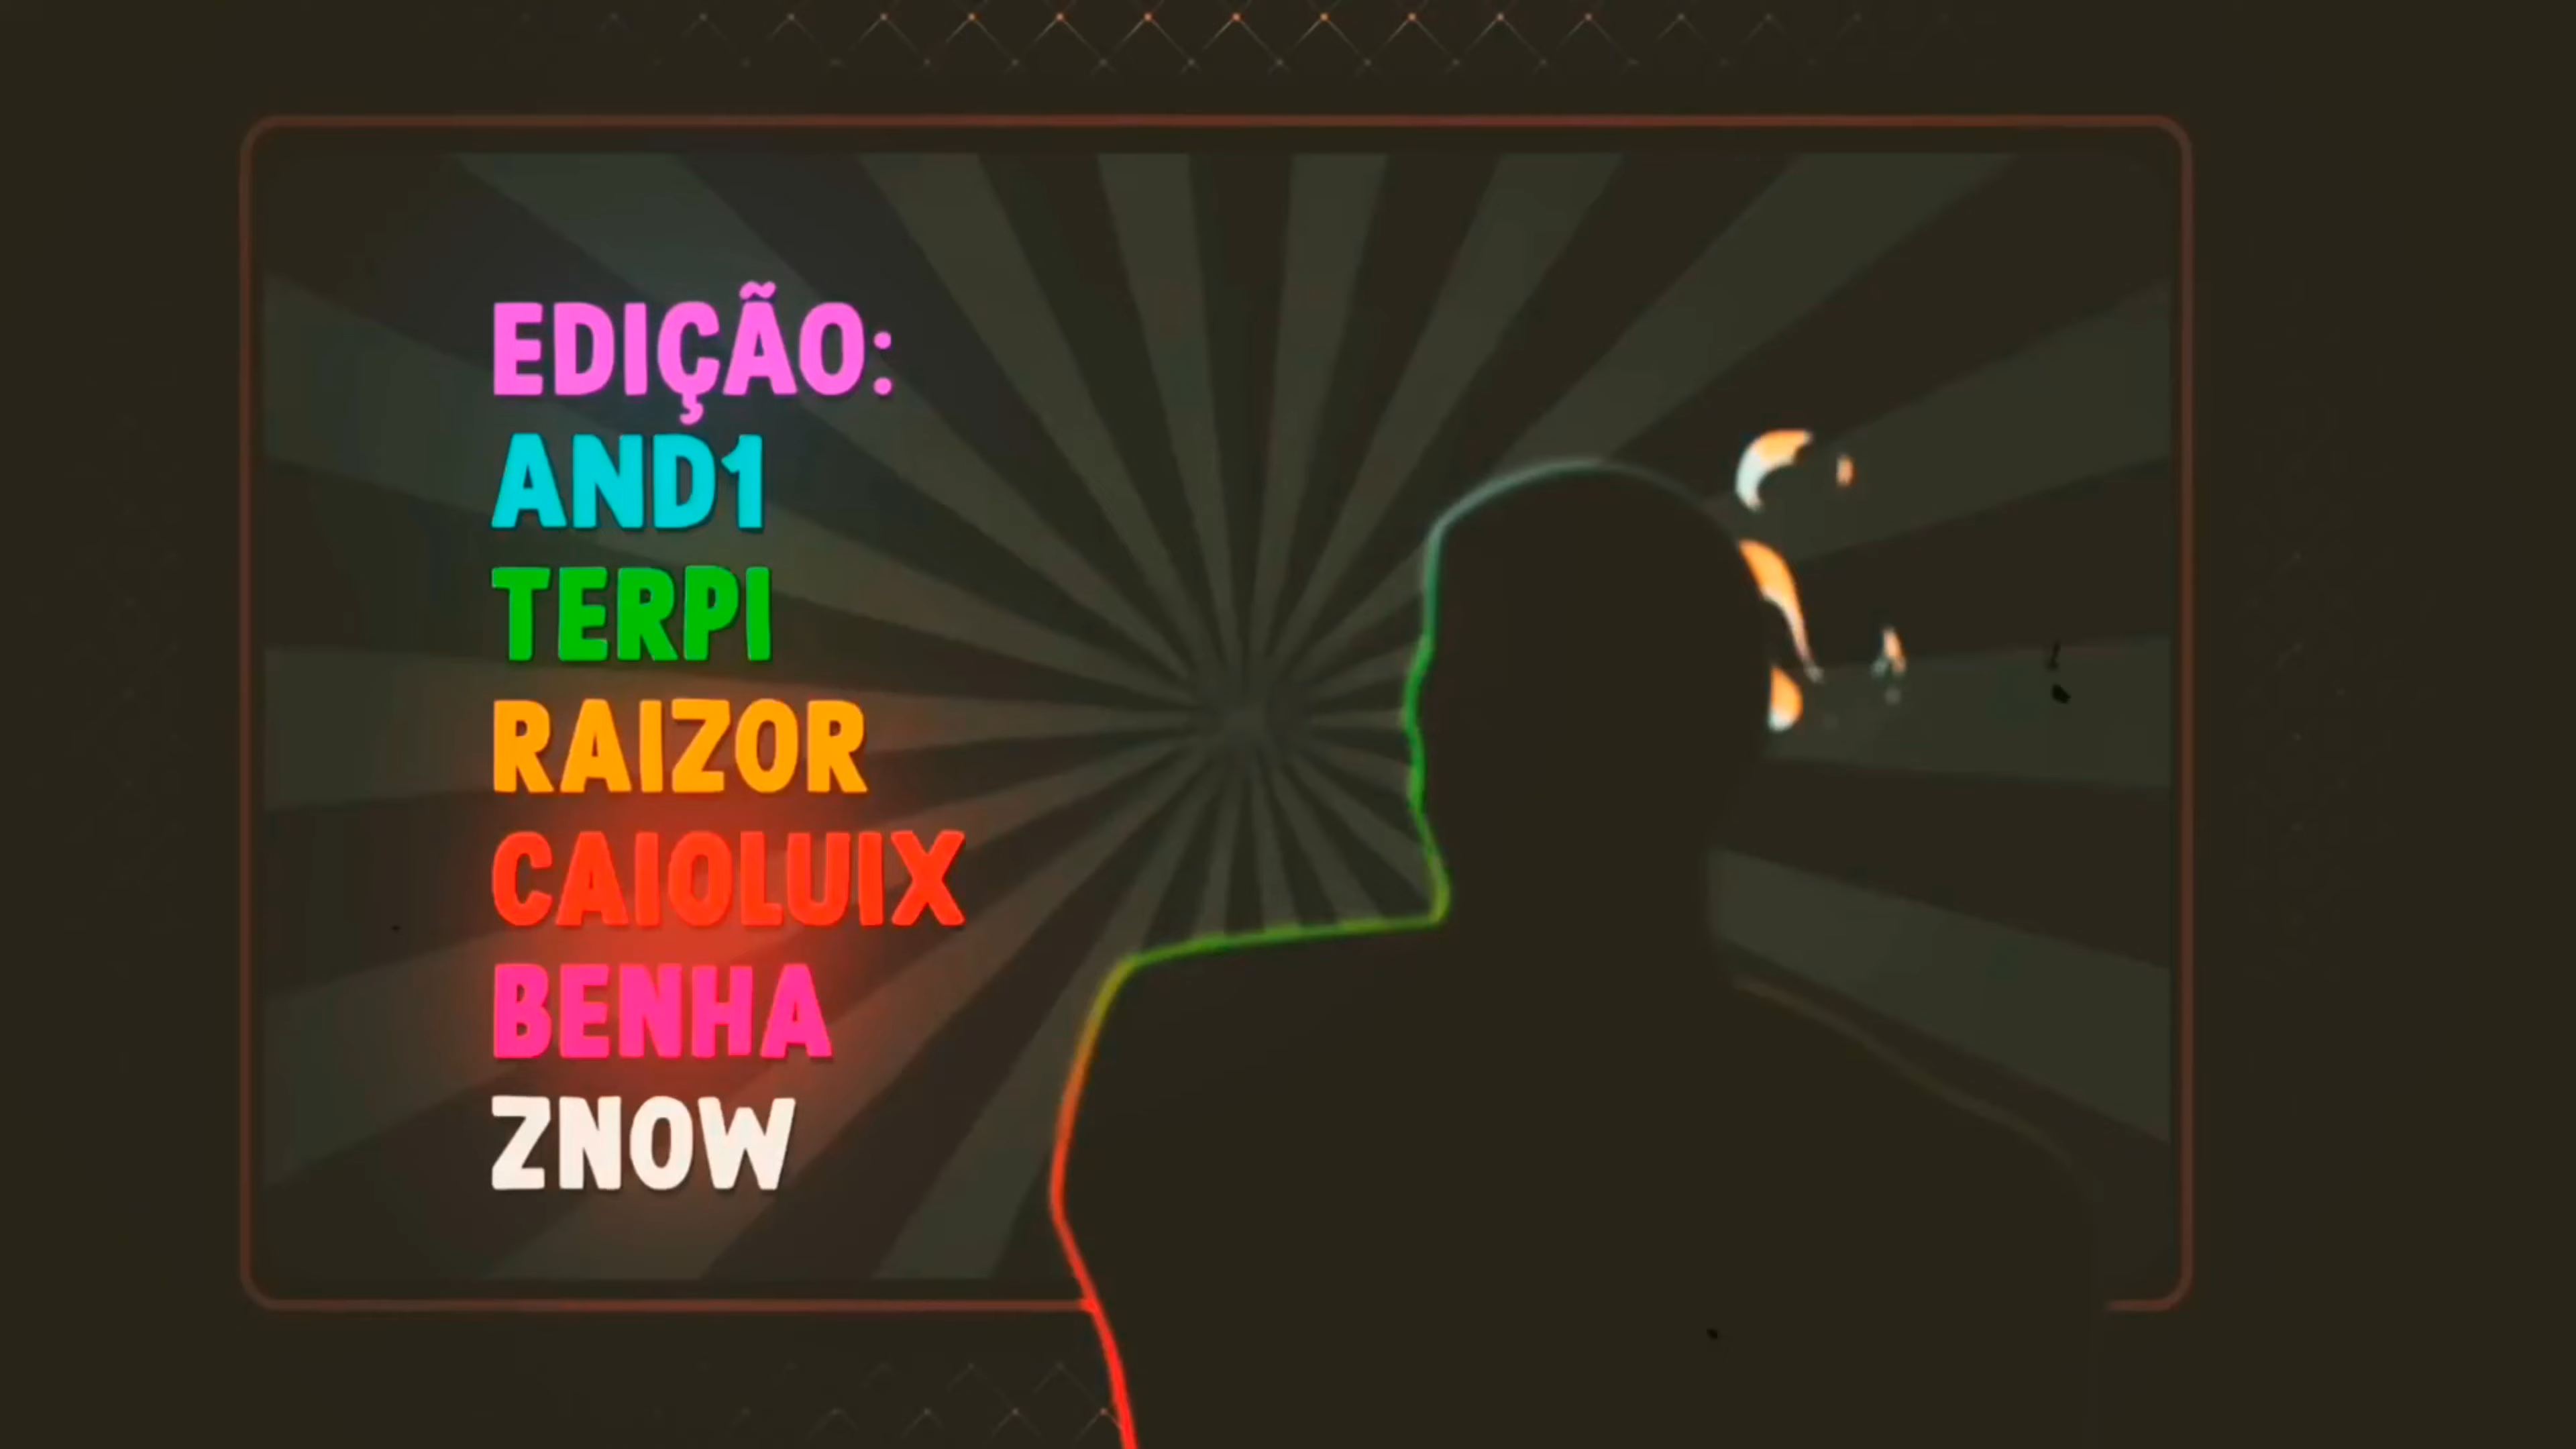 EDIÇÃO:
AND1
TERPI
RAIZOR
CAIOLUIX
BENHA
ZNOW